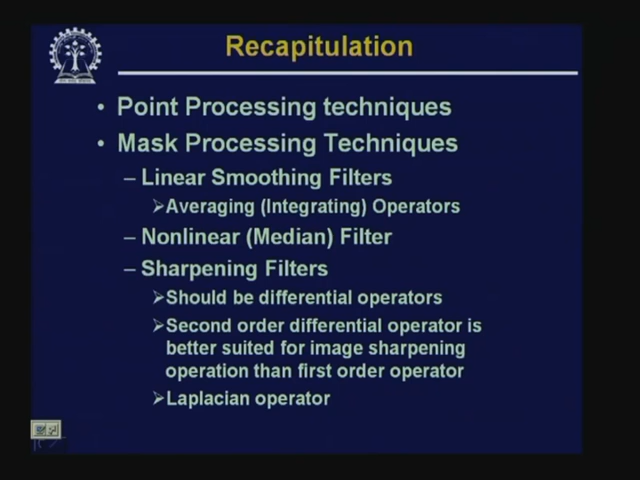 Recapitulation
• Point Processing techniques
• Mask Processing Techniques
– Linear Smoothing Filters
➢Averaging (Integrating) Operators
– Nonlinear (Median) Filter
– Sharpening Filters
➢Should be differential operators
➢Second order differential operator is
better suited for image sharpening
operation than first order operator
➢Laplacian operator